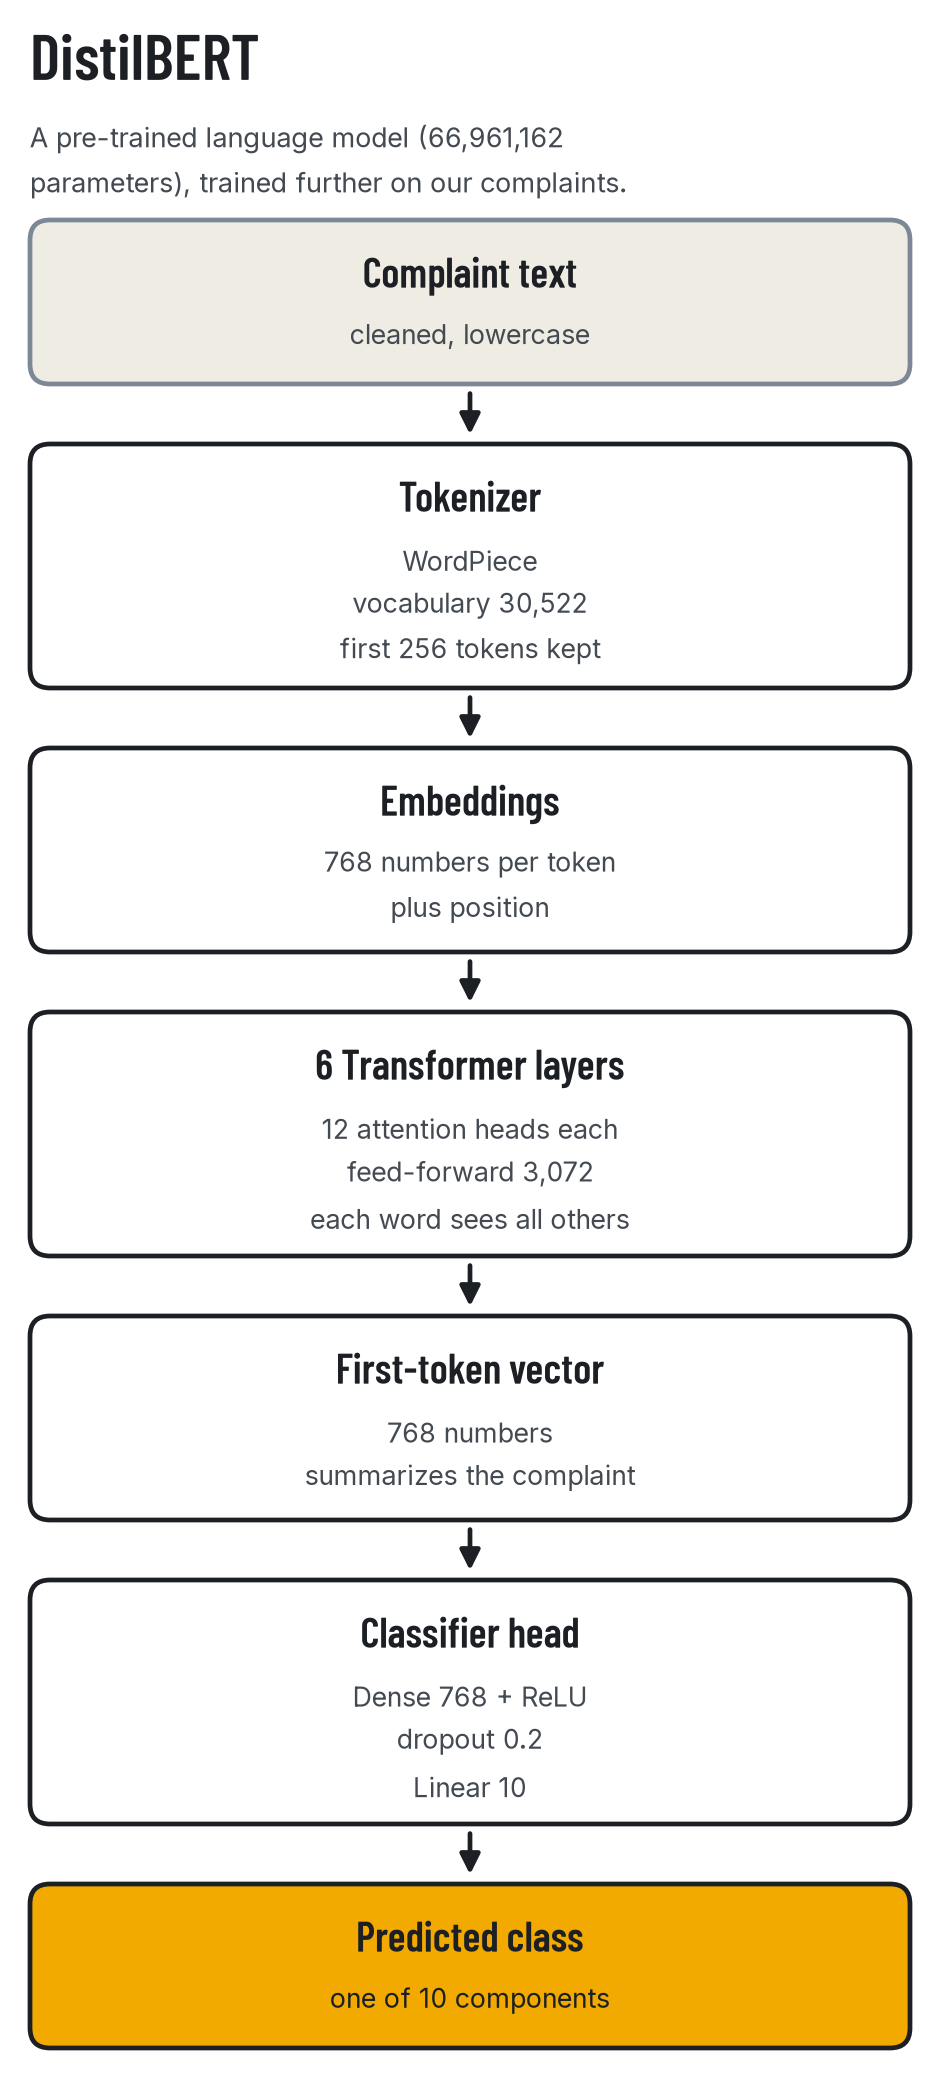 DistilBERT
A pre-trained language model (66,961,162
parameters), trained further on our complaints.
Complaint text
cleaned, lowercase
Tokenizer
WordPiece
vocabulary 30,522
first 256 tokens kept
Embeddings
768 numbers per token
plus position
6 Transformer layers
12 attention heads each
feed-forward 3,072
each word sees all others
First-token vector
768 numbers
summarizes the complaint
Classifier head
Dense 768 + ReLU
dropout 0.2
Linear 10
Predicted class
one of 10 components